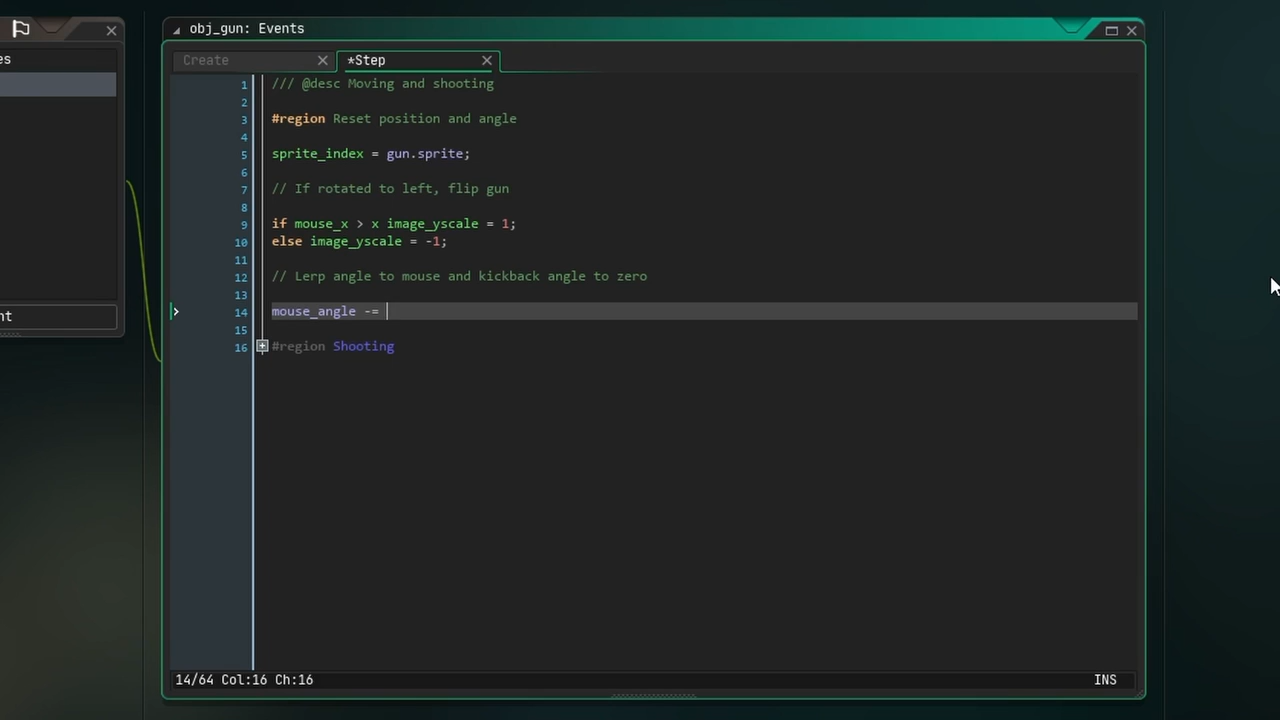 obj_gun: Events
es
nt
Create
*Step
1 /// @desc Moving and shooting
2
3 #region Reset position and angle
4
5 sprite_index = gun.sprite;
6
7 // If rotated to left, flip gun
8
9 if mouse_x > x image_yscale = 1;
10 else image_yscale = -1;
11
12 // Lerp angle to mouse and kickback angle to zero
13
14 mouse_angle -=
15
16 #region Shooting
14/64 Col:16 Ch:16 INS